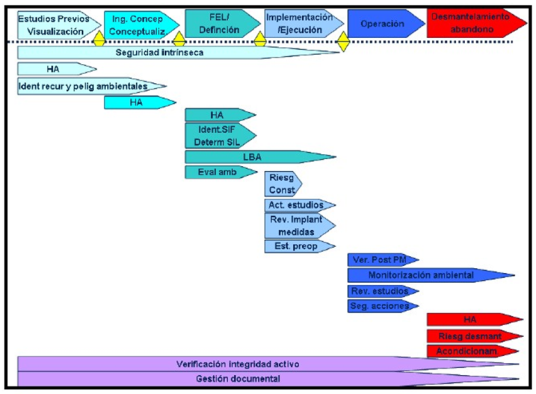 Estudios Previos
Visualización
Ing. Concep
Conceptualiz.
FEL/
Definción
Implementación
/Ejecución
Operación
Desmantelamiento
abandono
Seguridad intrínseca
HA
Ident recur y pelig ambientales
HA
HA
Ident.SIF
Determ SIL
LBA
Eval amb
Riesg
Const
Act. estudios
Rev. Implant
medidas
Est. preop
Ver. Post PM
Monitorización ambiental
Rev. estudios
Seg. acciones
HA
Riesg desmant
Acondicionam
Verificación integridad activo
Gestión documental